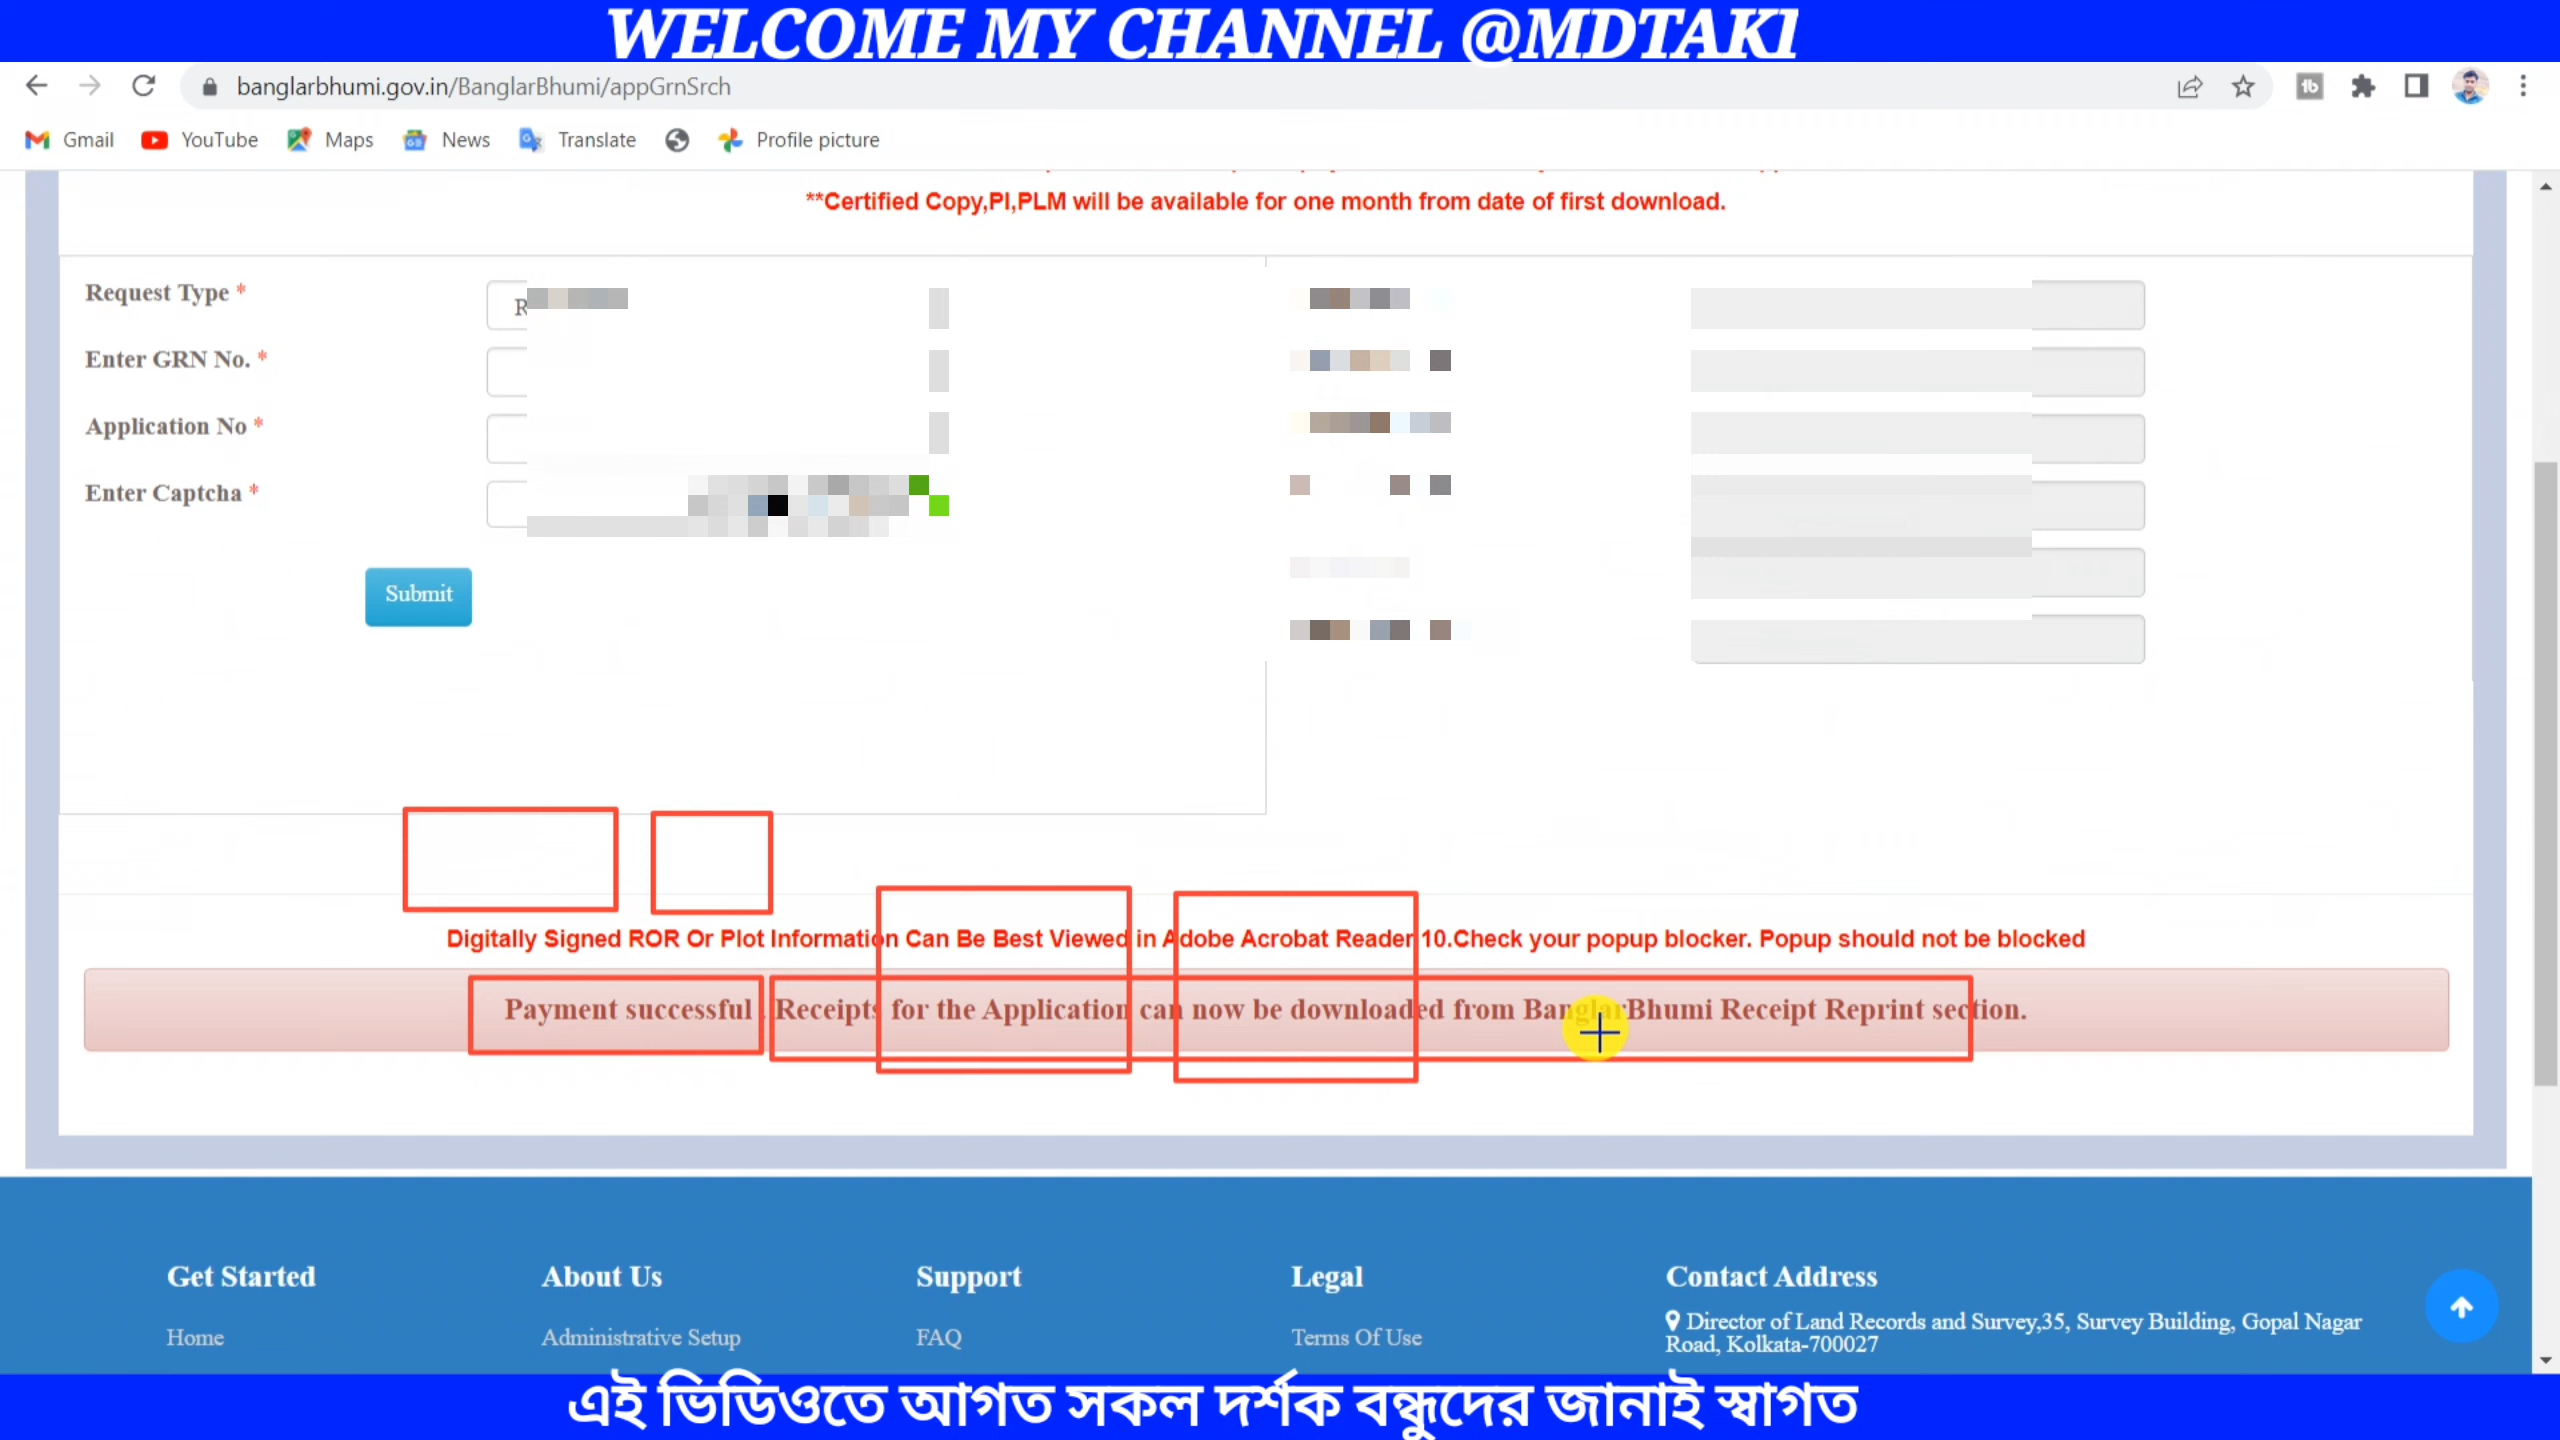 WELCOME MY CHANNEL @MDTAKI
banglarbhumi.gov.in/BanglarBhumi/appGrnSrch
Gmail YouTube Maps News Translate Profile picture
**Certified Copy,PI,PLM will be available for one month from date of first download.
Request Type *
R
Enter GRN No. *
Application No *
Enter Captcha *
Submit
Digitally Signed ROR Or Plot Information Can Be Best Viewed in Adobe Acrobat Reader 10.Check your popup blocker. Popup should not be blocked
Payment successful . Receipts for the Application can now be downloaded from BanglarBhumi Receipt Reprint section.
Get Started About Us Support Legal Contact Address
Home Administrative Setup FAQ Terms Of Use
Director of Land Records and Survey,35, Survey Building, Gopal Nagar
Road, Kolkata-700027
এই ভিডিওতে আগত সকল দর্শক বন্ধুদের জানাই স্বাগত